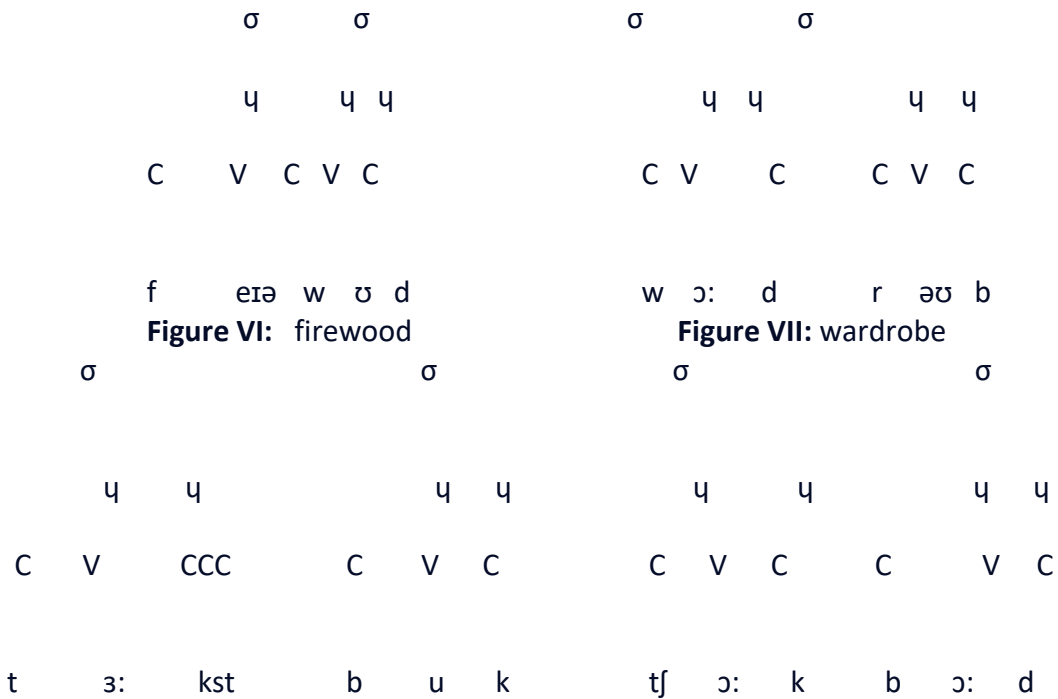 σ σ σ σ
ɥ ɥ ɥ ɥ ɥ ɥ ɥ
C V C V C C V C C V C
f eɪə w ʊ d w ɔ: d r əʊ b
Figure VI: firewood Figure VII: wardrobe
σ σ σ σ
ɥ ɥ ɥ ɥ ɥ ɥ ɥ ɥ
C V CCC C V C C V C C V C
t ɜ: kst b u k tʃ ɔ: k b ɔ: d